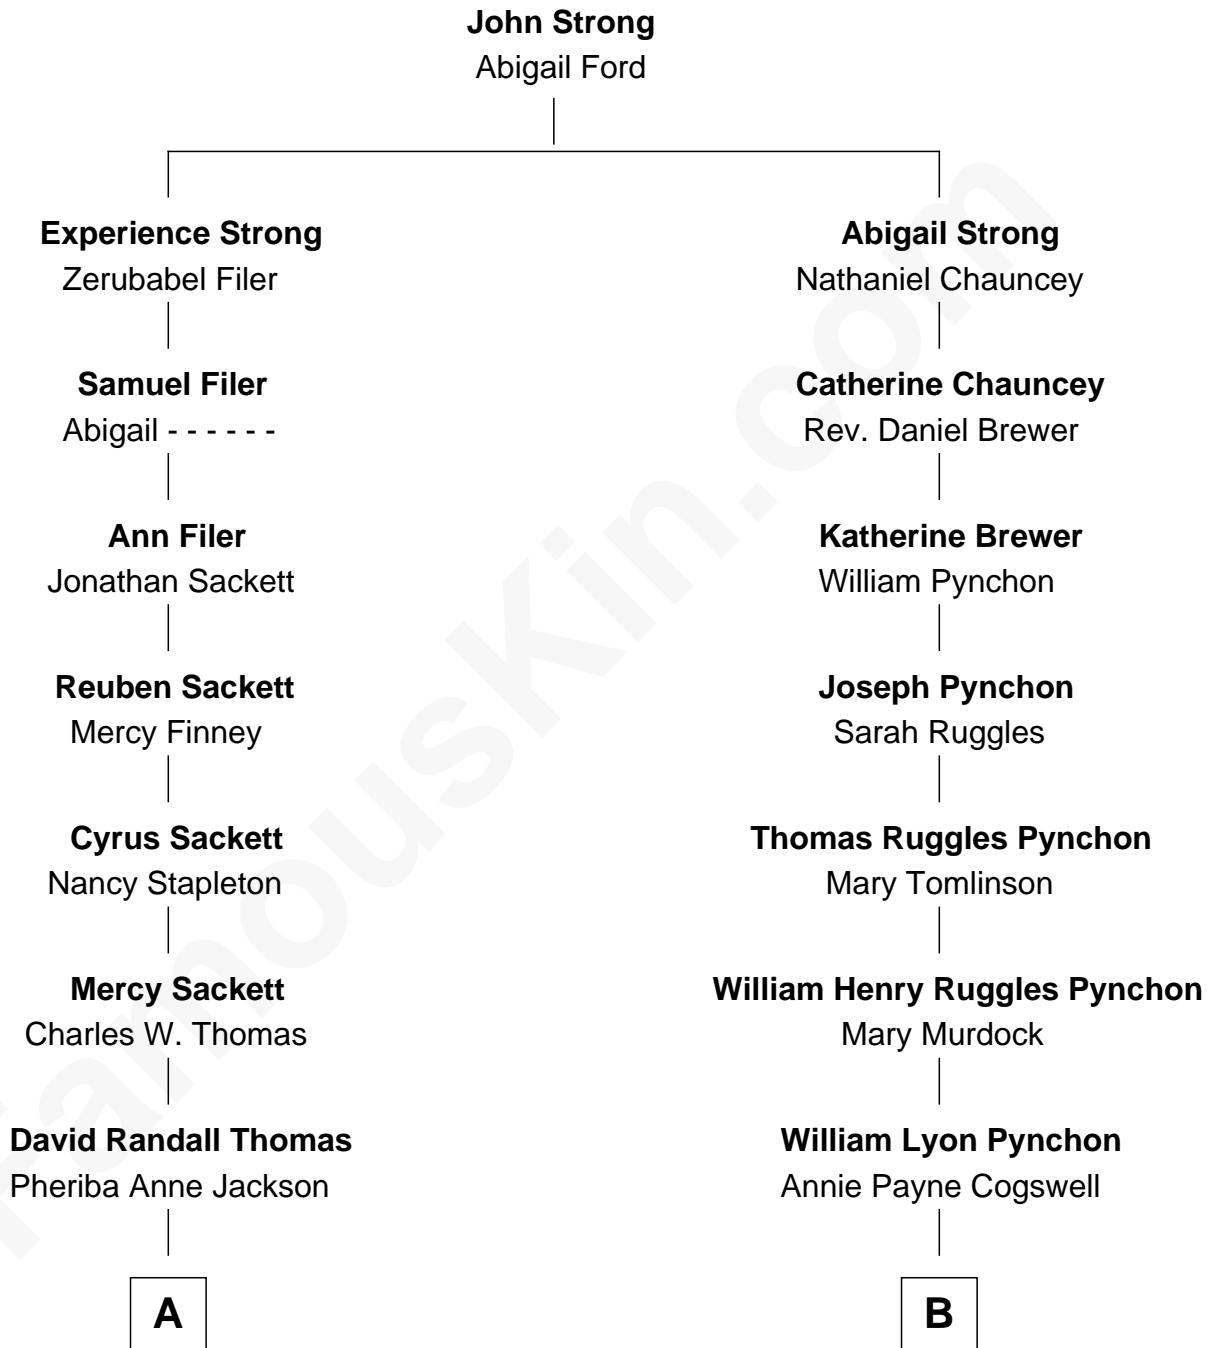 John Strong
Abigail Ford
Experience Strong
Zerubabel Filer
Abigail Strong
Nathaniel Chauncey
Samuel Filer
Abigail - - - - - -
Catherine Chauncey
Rev. Daniel Brewer
Ann Filer
Jonathan Sackett
Katherine Brewer
William Pynchon
Reuben Sackett
Mercy Finney
Joseph Pynchon
Sarah Ruggles
Cyrus Sackett
Nancy Stapleton
Thomas Ruggles Pynchon
Mary Tomlinson
Mercy Sackett
Charles W. Thomas
William Henry Ruggles Pynchon
Mary Murdock
David Randall Thomas
Pheriba Anne Jackson
William Lyon Pynchon
Annie Payne Cogswell
A
B
FamousKin.com